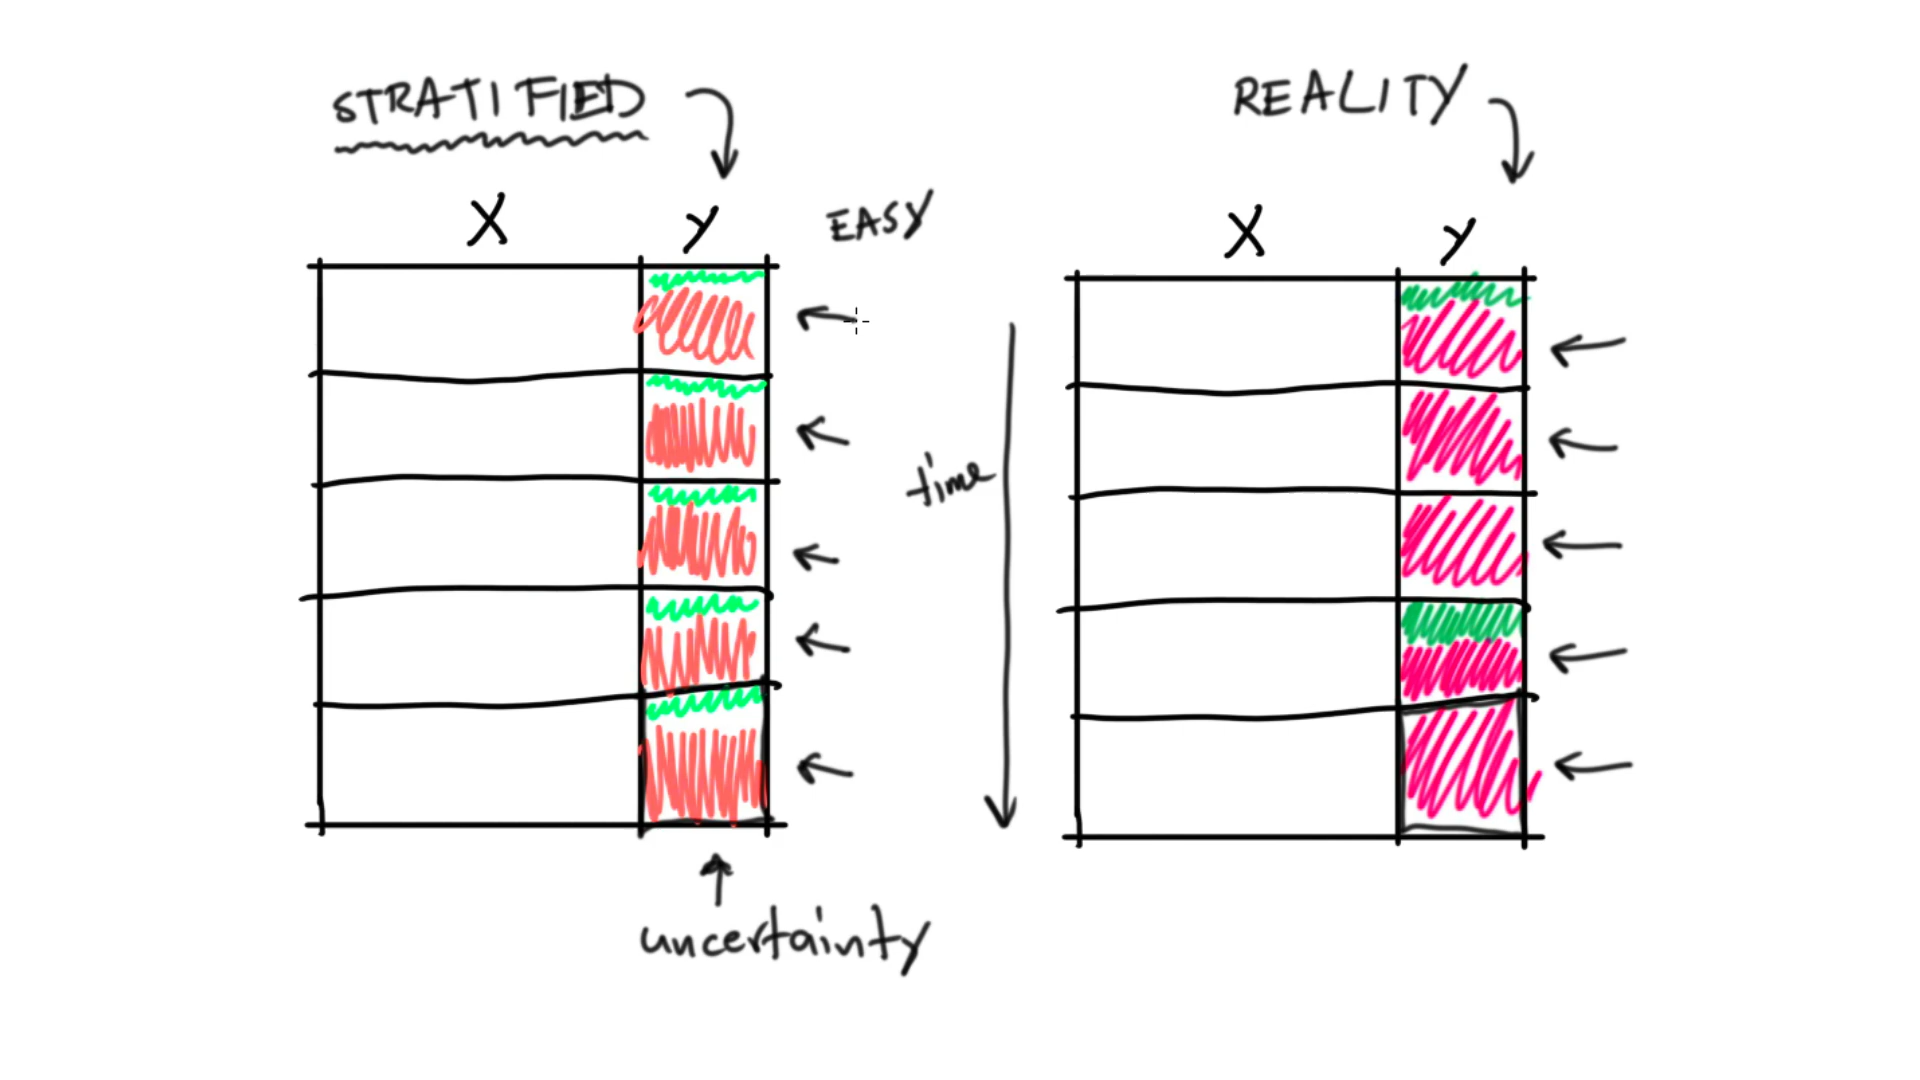 STRATIFIED
X y
EASY
uncertainty
time
REALITY
X y